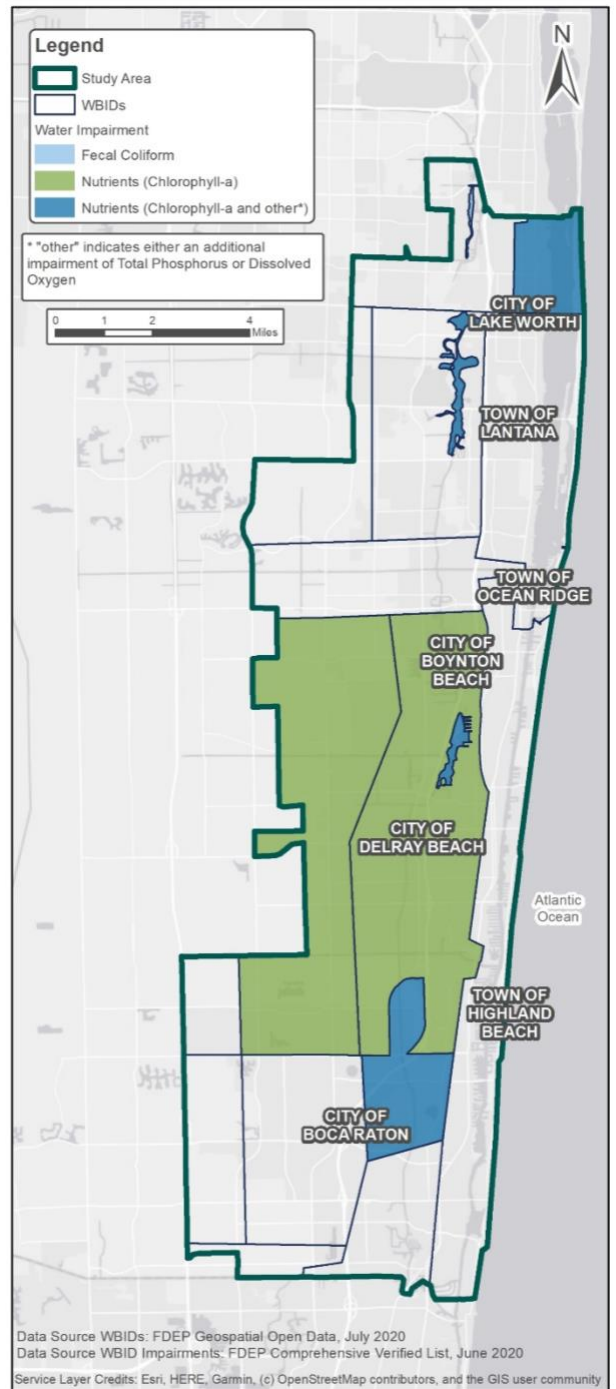 Legend
Study Area
WBIDs
Water Impairment
Fecal Coliform
Nutrients (Chlorophyll-a)
Nutrients (Chlorophyll-a and other*)
* "other" indicates either an additional
impairment of Total Phosphorus or Dissolved
Oxygen
0 1 2 4
Miles
N
CITY OF
LAKE WORTH
TOWN OF
LANTANA
TOWN OF
OCEAN RIDGE
CITY OF
BOYNTON
BEACH
CITY OF
DELRAY BEACH
Atlantic
Ocean
TOWN OF
HIGHLAND
BEACH
CITY OF
BOCA RATON
Data Source WBIDs: FDEP Geospatial Open Data, July 2020
Data Source WBID Impairments: FDEP Comprehensive Verified List, June 2020
Service Layer Credits: Esri, HERE, Garmin, (c) OpenStreetMap contributors, and the GIS user community